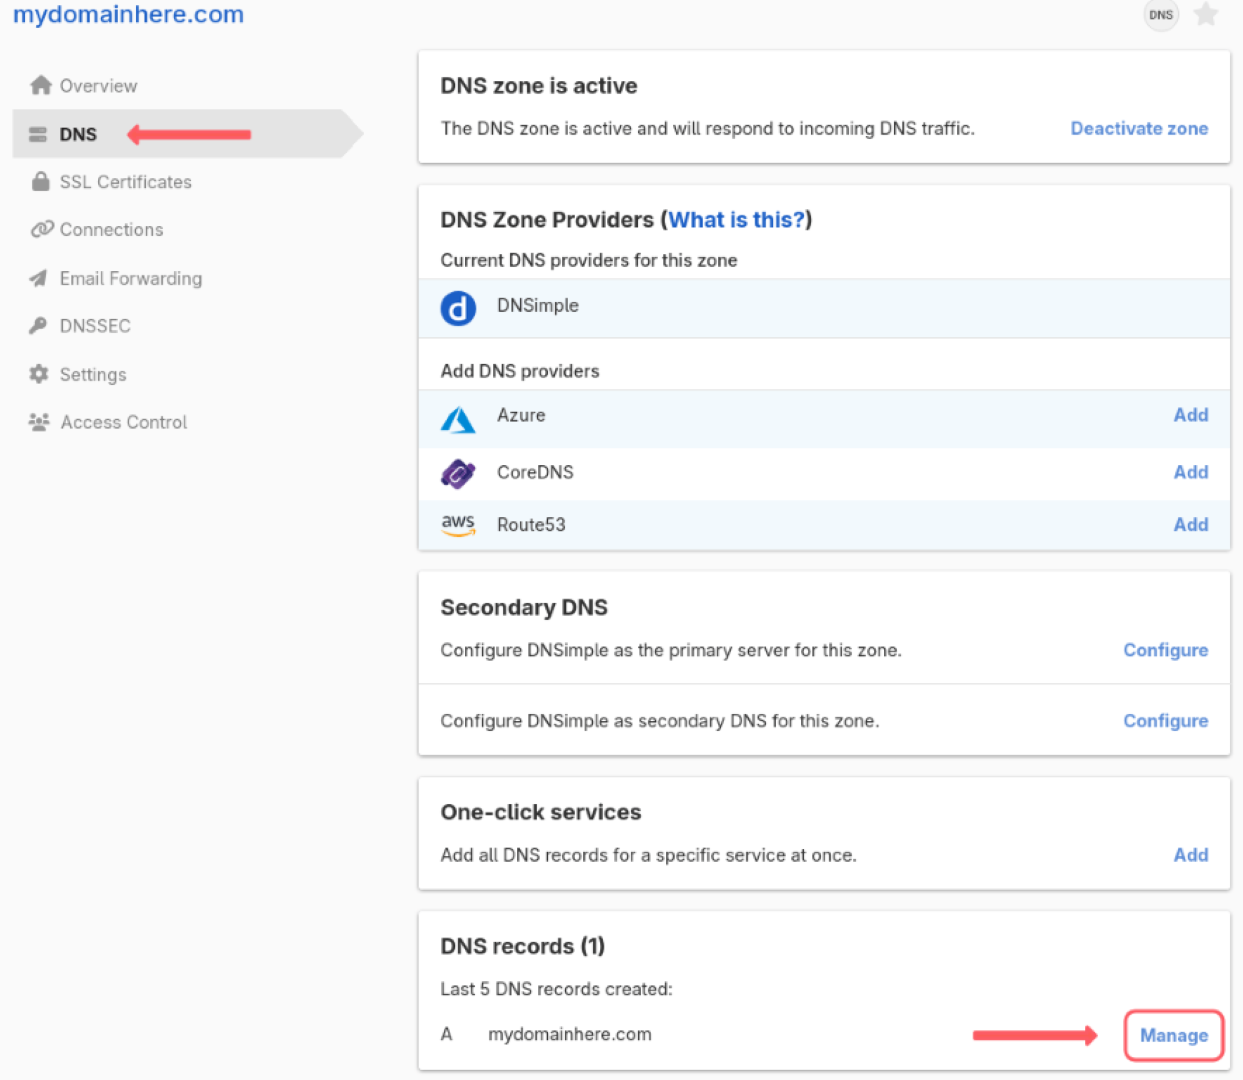 mydomainhere.com
DNS
Overview
DNS
SSL Certificates
Connections
Email Forwarding
DNSSEC
Settings
Access Control
DNS zone is active
The DNS zone is active and will respond to incoming DNS traffic. Deactivate zone
DNS Zone Providers (What is this?)
Current DNS providers for this zone
d DNSimple
Add DNS providers
Azure Add
CoreDNS Add
aws Route53 Add
Secondary DNS
Configure DNSimple as the primary server for this zone. Configure
Configure DNSimple as secondary DNS for this zone. Configure
One-click services
Add all DNS records for a specific service at once. Add
DNS records (1)
Last 5 DNS records created:
A mydomainhere.com Manage